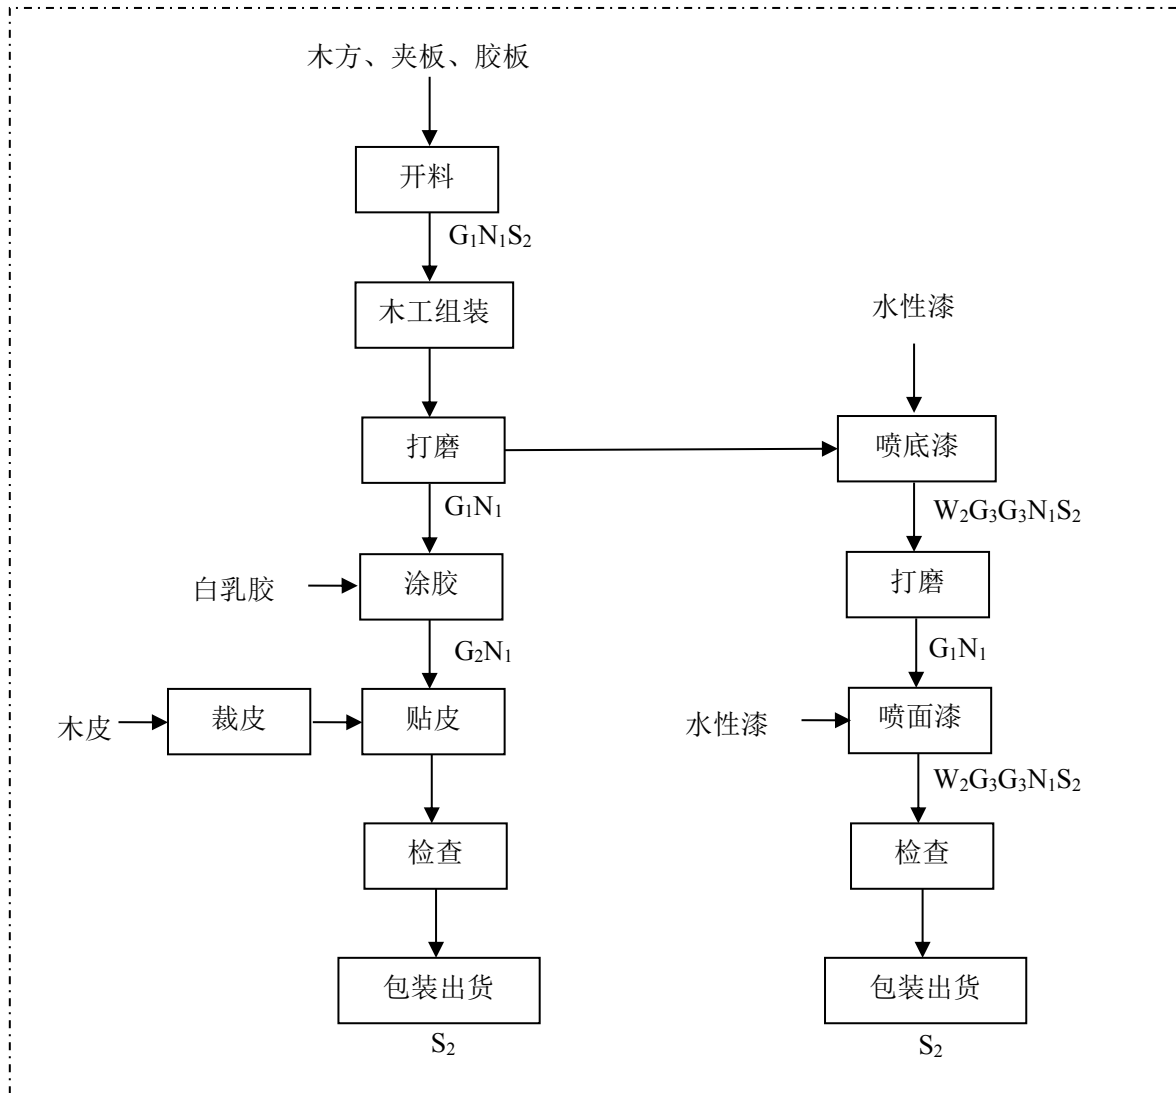 木方、夹板、胶板
开料
G₁N₁S₂
木工组装
水性漆
打磨
喷底漆
G₁N₁
W₂G₃G₃N₁S₂
白乳胶
涂胶
打磨
G₂N₁
G₁N₁
木皮
裁皮
贴皮
水性漆
喷面漆
W₂G₃G₃N₁S₂
检查
检查
包装出货
包装出货
S₂
S₂